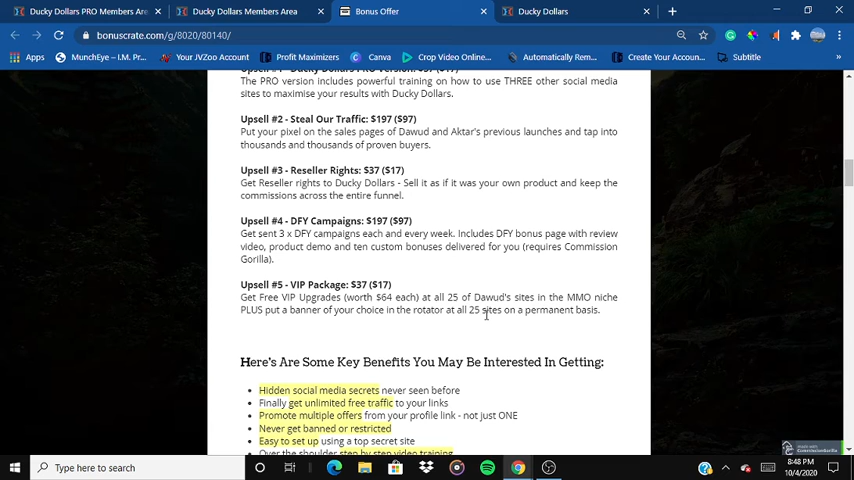 Ducky Dollars PRO Members Are
Ducky Dollars Members Area
Bonus Offer
Ducky Dollars
bonuscrate.com/g/8020/80140/
Apps
MunchEye – I.M. Pr...
Your JVZoo Account
Profit Maximizers
Canva
Crop Video Online...
Automatically Rem...
Create Your Accoun...
Subtitle
»
The PRO version includes powerful training on how to use THREE other social media
sites to maximise your results with Ducky Dollars.
Upsell #2 - Steal Our Traffic: $197 ($97)
Put your pixel on the sales pages of Dawud and Aktar's previous launches and tap into
thousands and thousands of proven buyers.
Upsell #3 - Reseller Rights: $37 ($17)
Get Reseller rights to Ducky Dollars - Sell it as if it was your own product and keep the
commissions across the entire funnel.
Upsell #4 - DFY Campaigns: $197 ($97)
Get sent 3 x DFY campaigns each and every week. Includes DFY bonus page with review
video, product demo and ten custom bonuses delivered for you (requires Commission
Gorilla).
Upsell #5 - VIP Package: $37 ($17)
Get Free VIP Upgrades (worth $64 each) at all 25 of Dawud's sites in the MMO niche
PLUS put a banner of your choice in the rotator at all 25 sites on a permanent basis.
Here's Are Some Key Benefits You May Be Interested In Getting:
• Hidden social media secrets never seen before
• Finally get unlimited free traffic to your links
• Promote multiple offers from your profile link - not just ONE
• Never get banned or restricted
• Easy to set up using a top secret site
• Over the shoulder step by step video training
Type here to search
8:48 PM
10/4/2020